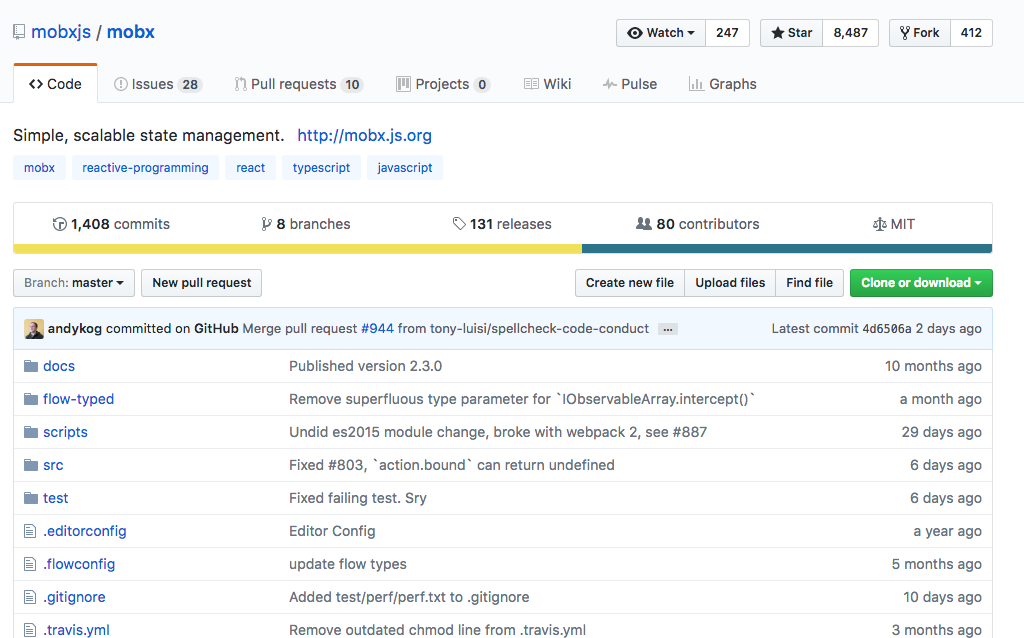 mobxjs / mobx Watch 247 Star 8,487 Fork 412
Code Issues 28 Pull requests 10 Projects 0 Wiki Pulse Graphs
Simple, scalable state management. http://mobx.js.org
mobx reactive-programming react typescript javascript
1,408 commits 8 branches 131 releases 80 contributors MIT
Branch: master New pull request Create new file Upload files Find file Clone or download
andykog committed on GitHub Merge pull request #944 from tony-luisi/spellcheck-code-conduct ... Latest commit 4d6506a 2 days ago
docs Published version 2.3.0 10 months ago
flow-typed Remove superfluous type parameter for `IObservableArray.intercept()` a month ago
scripts Undid es2015 module change, broke with webpack 2, see #887 29 days ago
src Fixed #803, `action.bound` can return undefined 6 days ago
test Fixed failing test. Sry 6 days ago
.editorconfig Editor Config a year ago
.flowconfig update flow types 5 months ago
.gitignore Added test/perf/perf.txt to .gitignore 10 days ago
.travis.yml Remove outdated chmod line from .travis.yml 3 months ago